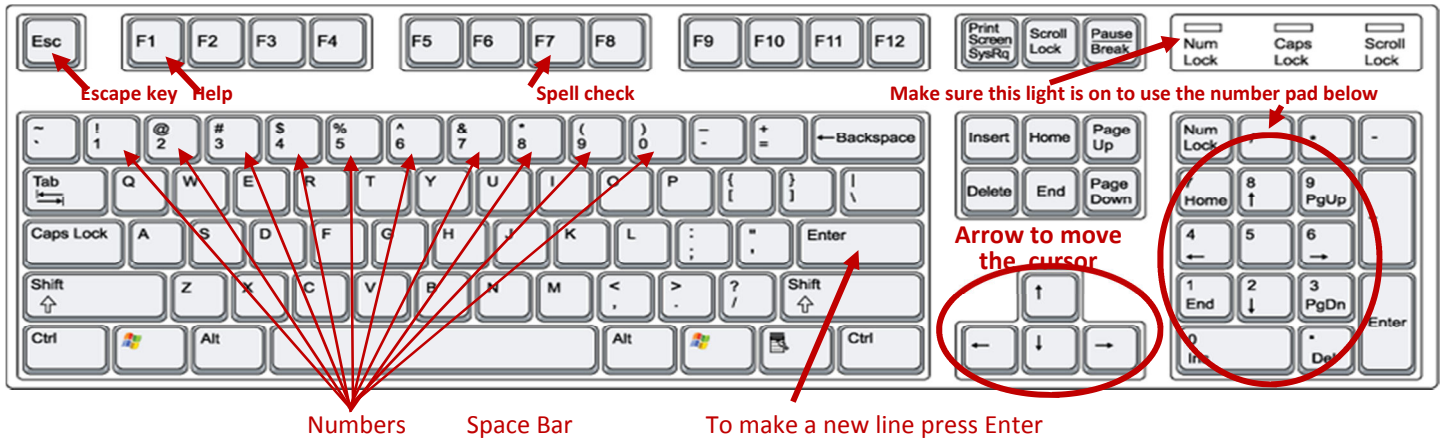 Esc F1 F2 F3 F4 F5 F6 F7 F8 F9 F10 F11 F12 Print Screen SysRq Scroll Lock Pause Break Num Lock Caps Lock Scroll Lock
Escape key Help Spell check Make sure this light is on to use the number pad below
~ ` ! 1 @ 2 # 3 $ 4 % 5 ^ 6 & 7 * 8 ( 9 ) 0 _ - + = ←Backspace Insert Home Page Up Num Lock -
Tab Q W E R T Y U I O P { [ } ] | \ Delete End Page Down 7 Home 8 ↑ 9 PgUp
Caps Lock A S D F G H J K L : ; " ' Enter 4 ← 5 6 →
Arrow to move
the cursor
Shift Z X C V B N M < , > . ? / Shift ↑ 1 End 2 ↓ 3 PgDn Enter
Ctrl Alt Alt Ctrl ← ↓ → 0 Ins . Del
Numbers Space Bar To make a new line press Enter